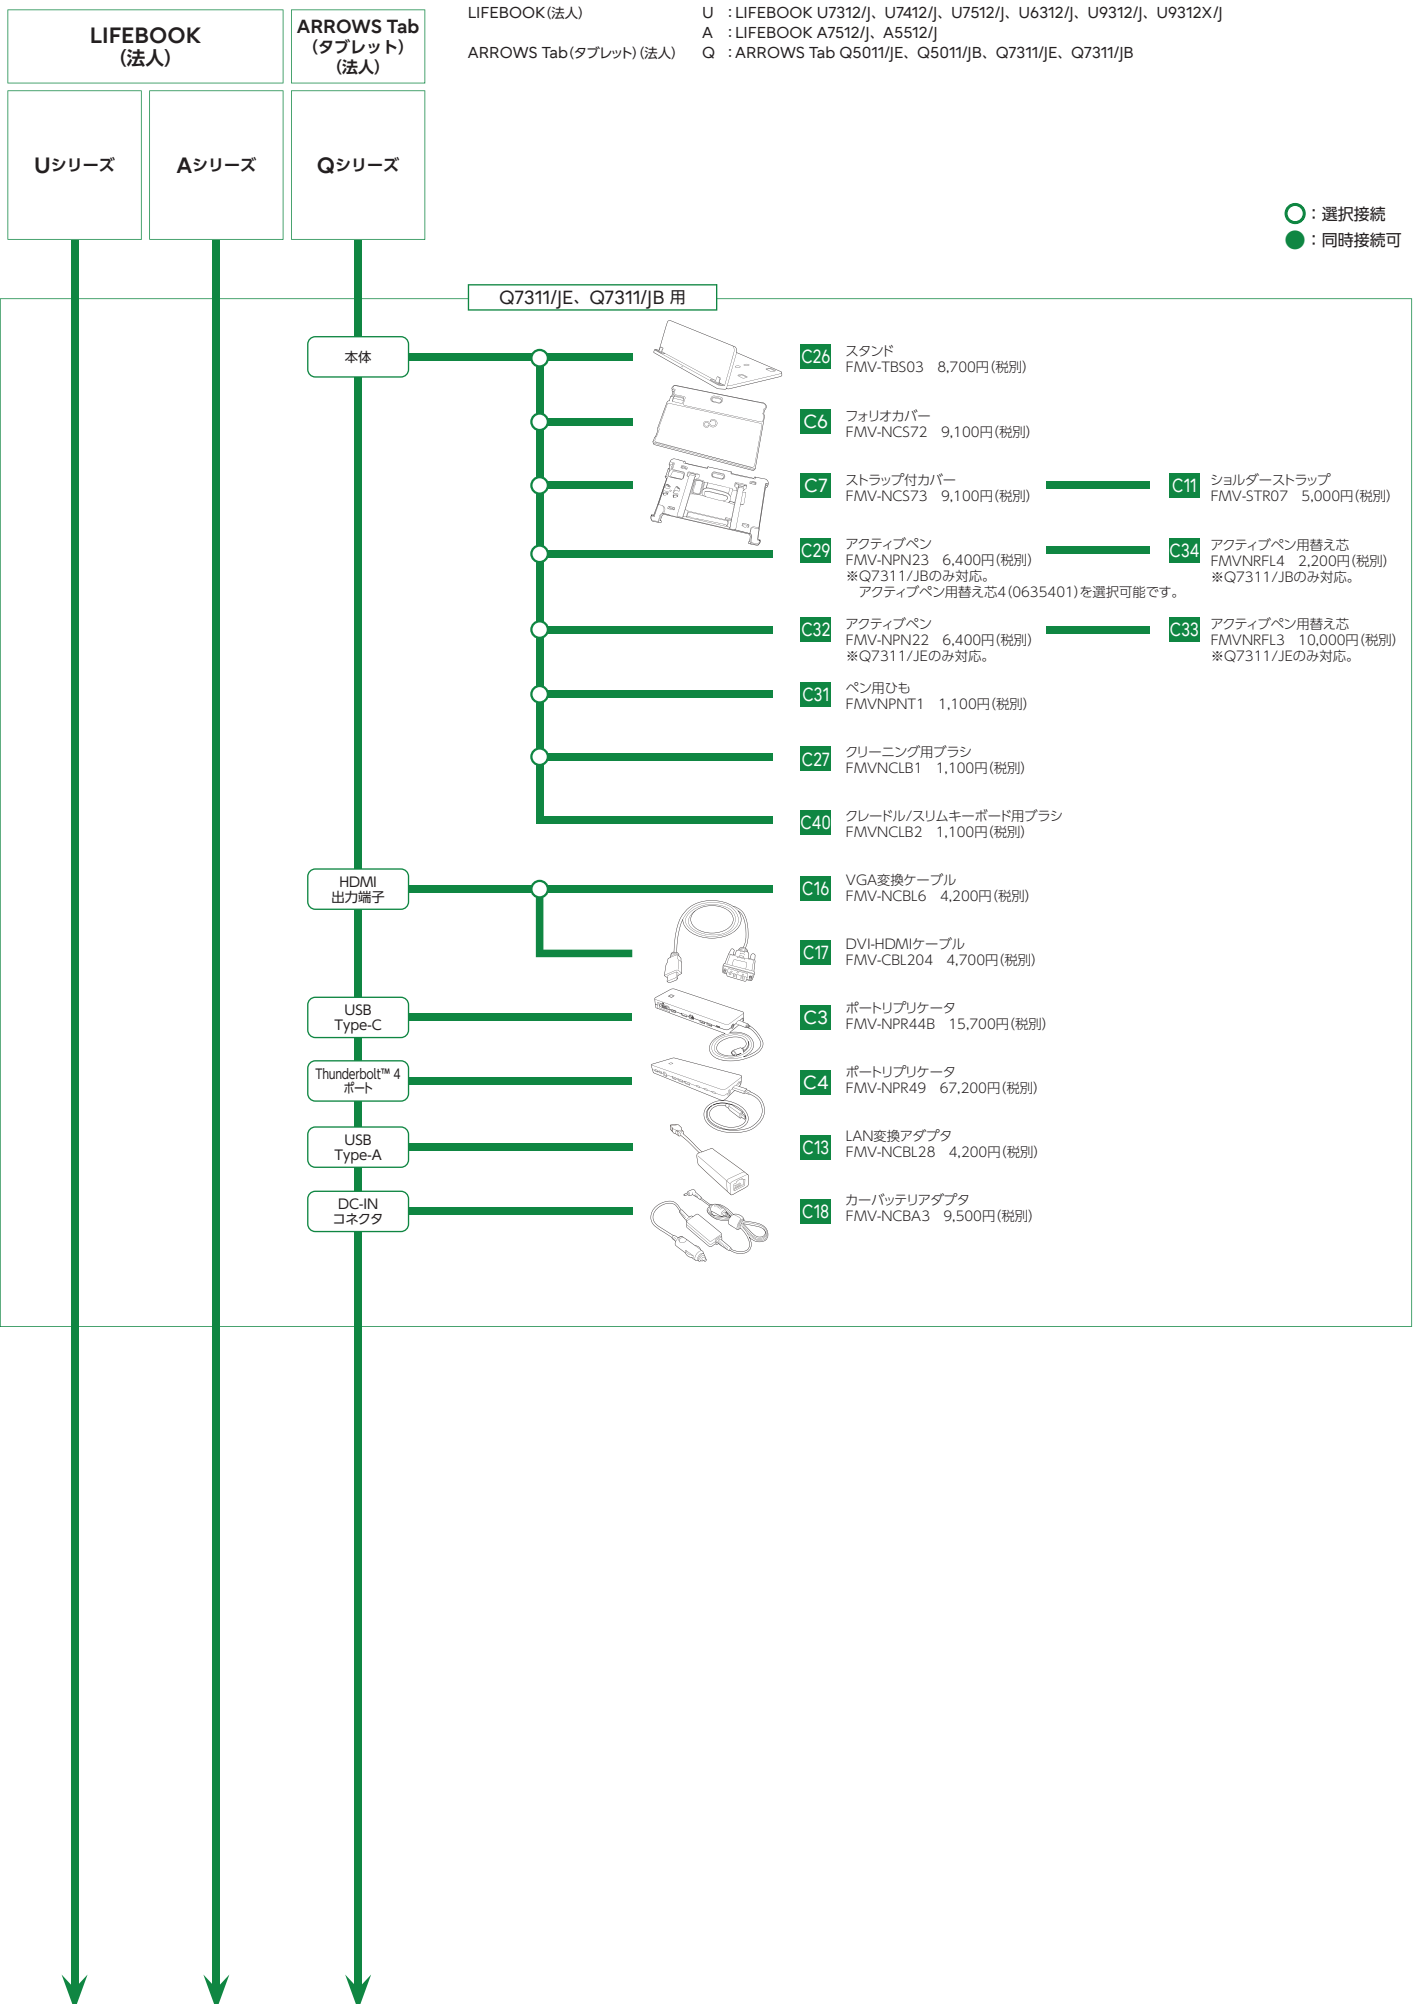 LIFEBOOK
（法人）
ARROWS Tab
（タブレット）
（法人）
LIFEBOOK（法人） U ：LIFEBOOK U7312/J、U7412/J、U7512/J、U6312/J、U9312/J、U9312X/J
A ：LIFEBOOK A7512/J、A5512/J
ARROWS Tab（タブレット）（法人） Q ：ARROWS Tab Q5011/JE、Q5011/JB、Q7311/JE、Q7311/JB
Uシリーズ
Aシリーズ
Qシリーズ
：選択接続
：同時接続可
Q7311/JE、Q7311/JB 用
本体
C26 スタンド
FMV-TBS03 8,700円（税別）
C6 フォリオカバー
FMV-NCS72 9,100円（税別）
C7 ストラップ付カバー
FMV-NCS73 9,100円（税別）
C11 ショルダーストラップ
FMV-STR07 5,000円（税別）
C29 アクティブペン
FMV-NPN23 6,400円（税別）
※Q7311/JBのみ対応。
アクティブペン用替え芯4（0635401）を選択可能です。
C34 アクティブペン用替え芯
FMVNRFL4 2,200円（税別）
※Q7311/JBのみ対応。
C32 アクティブペン
FMV-NPN22 6,400円（税別）
※Q7311/JEのみ対応。
C33 アクティブペン用替え芯
FMVNRFL3 10,000円（税別）
※Q7311/JEのみ対応。
C31 ペン用ひも
FMVNPNT1 1,100円（税別）
C27 クリーニング用ブラシ
FMVNCLB1 1,100円（税別）
C40 クレードル/スリムキーボード用ブラシ
FMVNCLB2 1,100円（税別）
HDMI
出力端子
C16 VGA変換ケーブル
FMV-NCBL6 4,200円（税別）
C17 DVI-HDMIケーブル
FMV-CBL204 4,700円（税別）
USB
Type-C
C3 ポートリプリケータ
FMV-NPR44B 15,700円（税別）
Thunderbolt™ 4
ポート
C4 ポートリプリケータ
FMV-NPR49 67,200円（税別）
USB
Type-A
C13 LAN変換アダプタ
FMV-NCBL28 4,200円（税別）
DC-IN
コネクタ
C18 カーバッテリアダプタ
FMV-NCBA3 9,500円（税別）